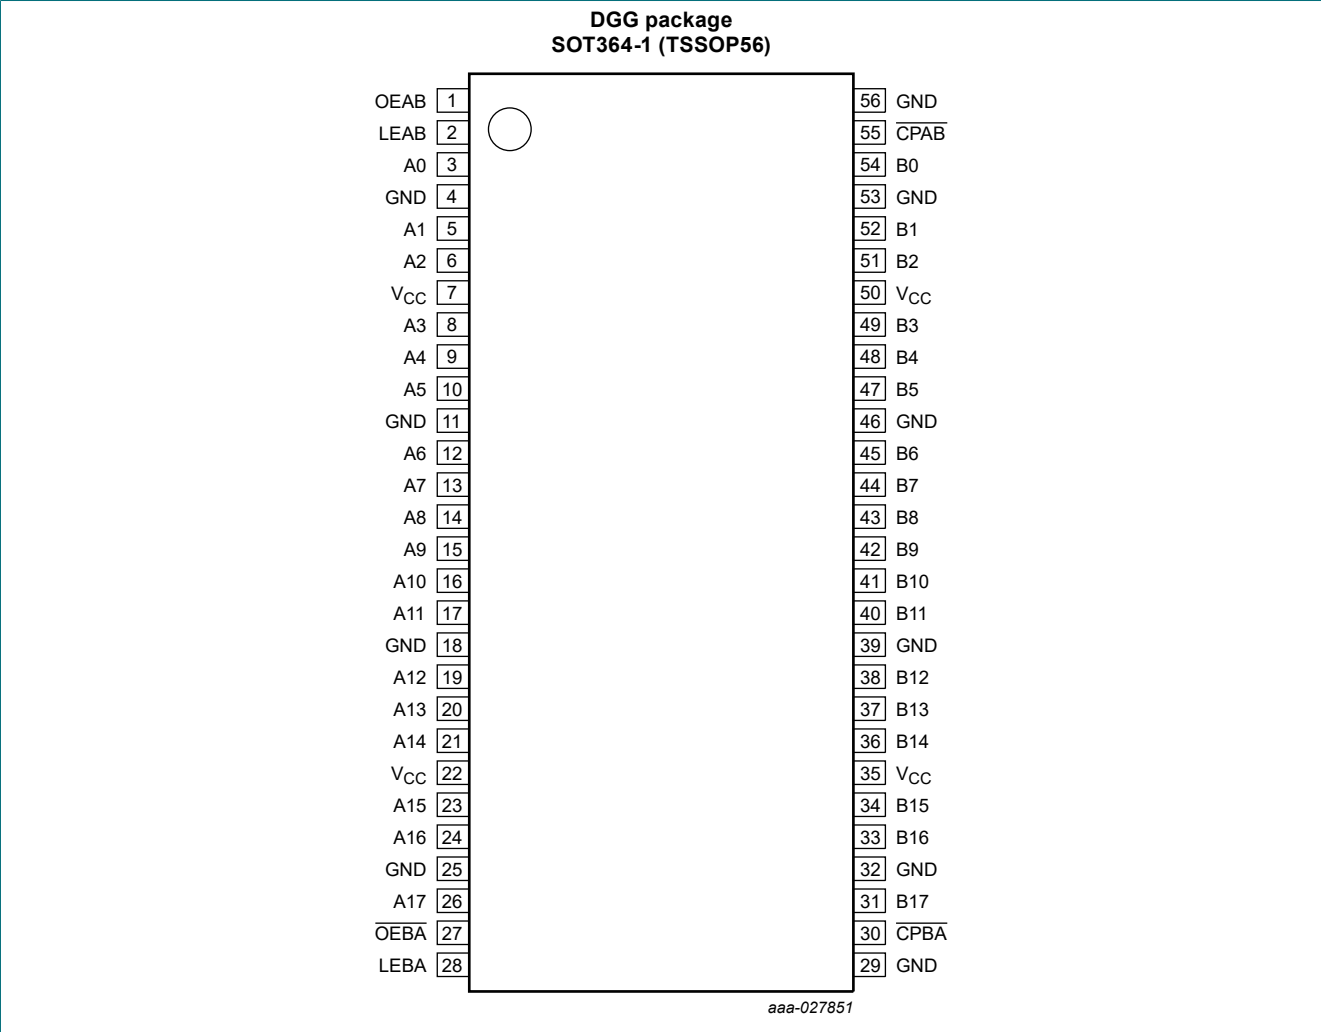 DGG package
SOT364-1 (TSSOP56)
OEAB 1 56 GND
LEAB 2 55 CPAB
A0 3 54 B0
GND 4 53 GND
A1 5 52 B1
A2 6 51 B2
VCC 7 50 VCC
A3 8 49 B3
A4 9 48 B4
A5 10 47 B5
GND 11 46 GND
A6 12 45 B6
A7 13 44 B7
A8 14 43 B8
A9 15 42 B9
A10 16 41 B10
A11 17 40 B11
GND 18 39 GND
A12 19 38 B12
A13 20 37 B13
A14 21 36 B14
VCC 22 35 VCC
A15 23 34 B15
A16 24 33 B16
GND 25 32 GND
A17 26 31 B17
OEBA 27 30 CPBA
LEBA 28 29 GND
aaa-027851